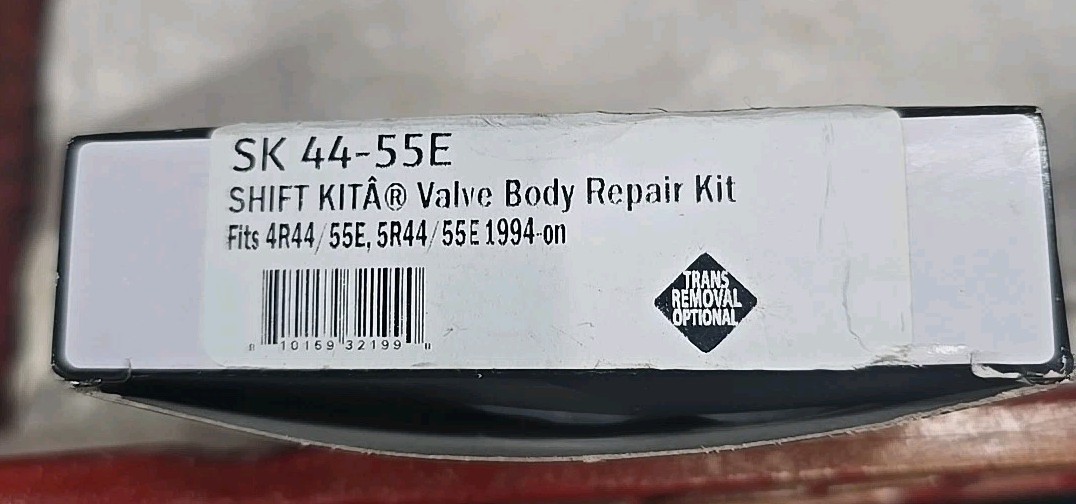 SK 44-55E
SHIFT KITÂ® Valve Body Repair Kit
Fits 4R44/55E, 5R44/55E 1994-on
TRANS
REMOVAL
OPTIONAL
8 10159 32199